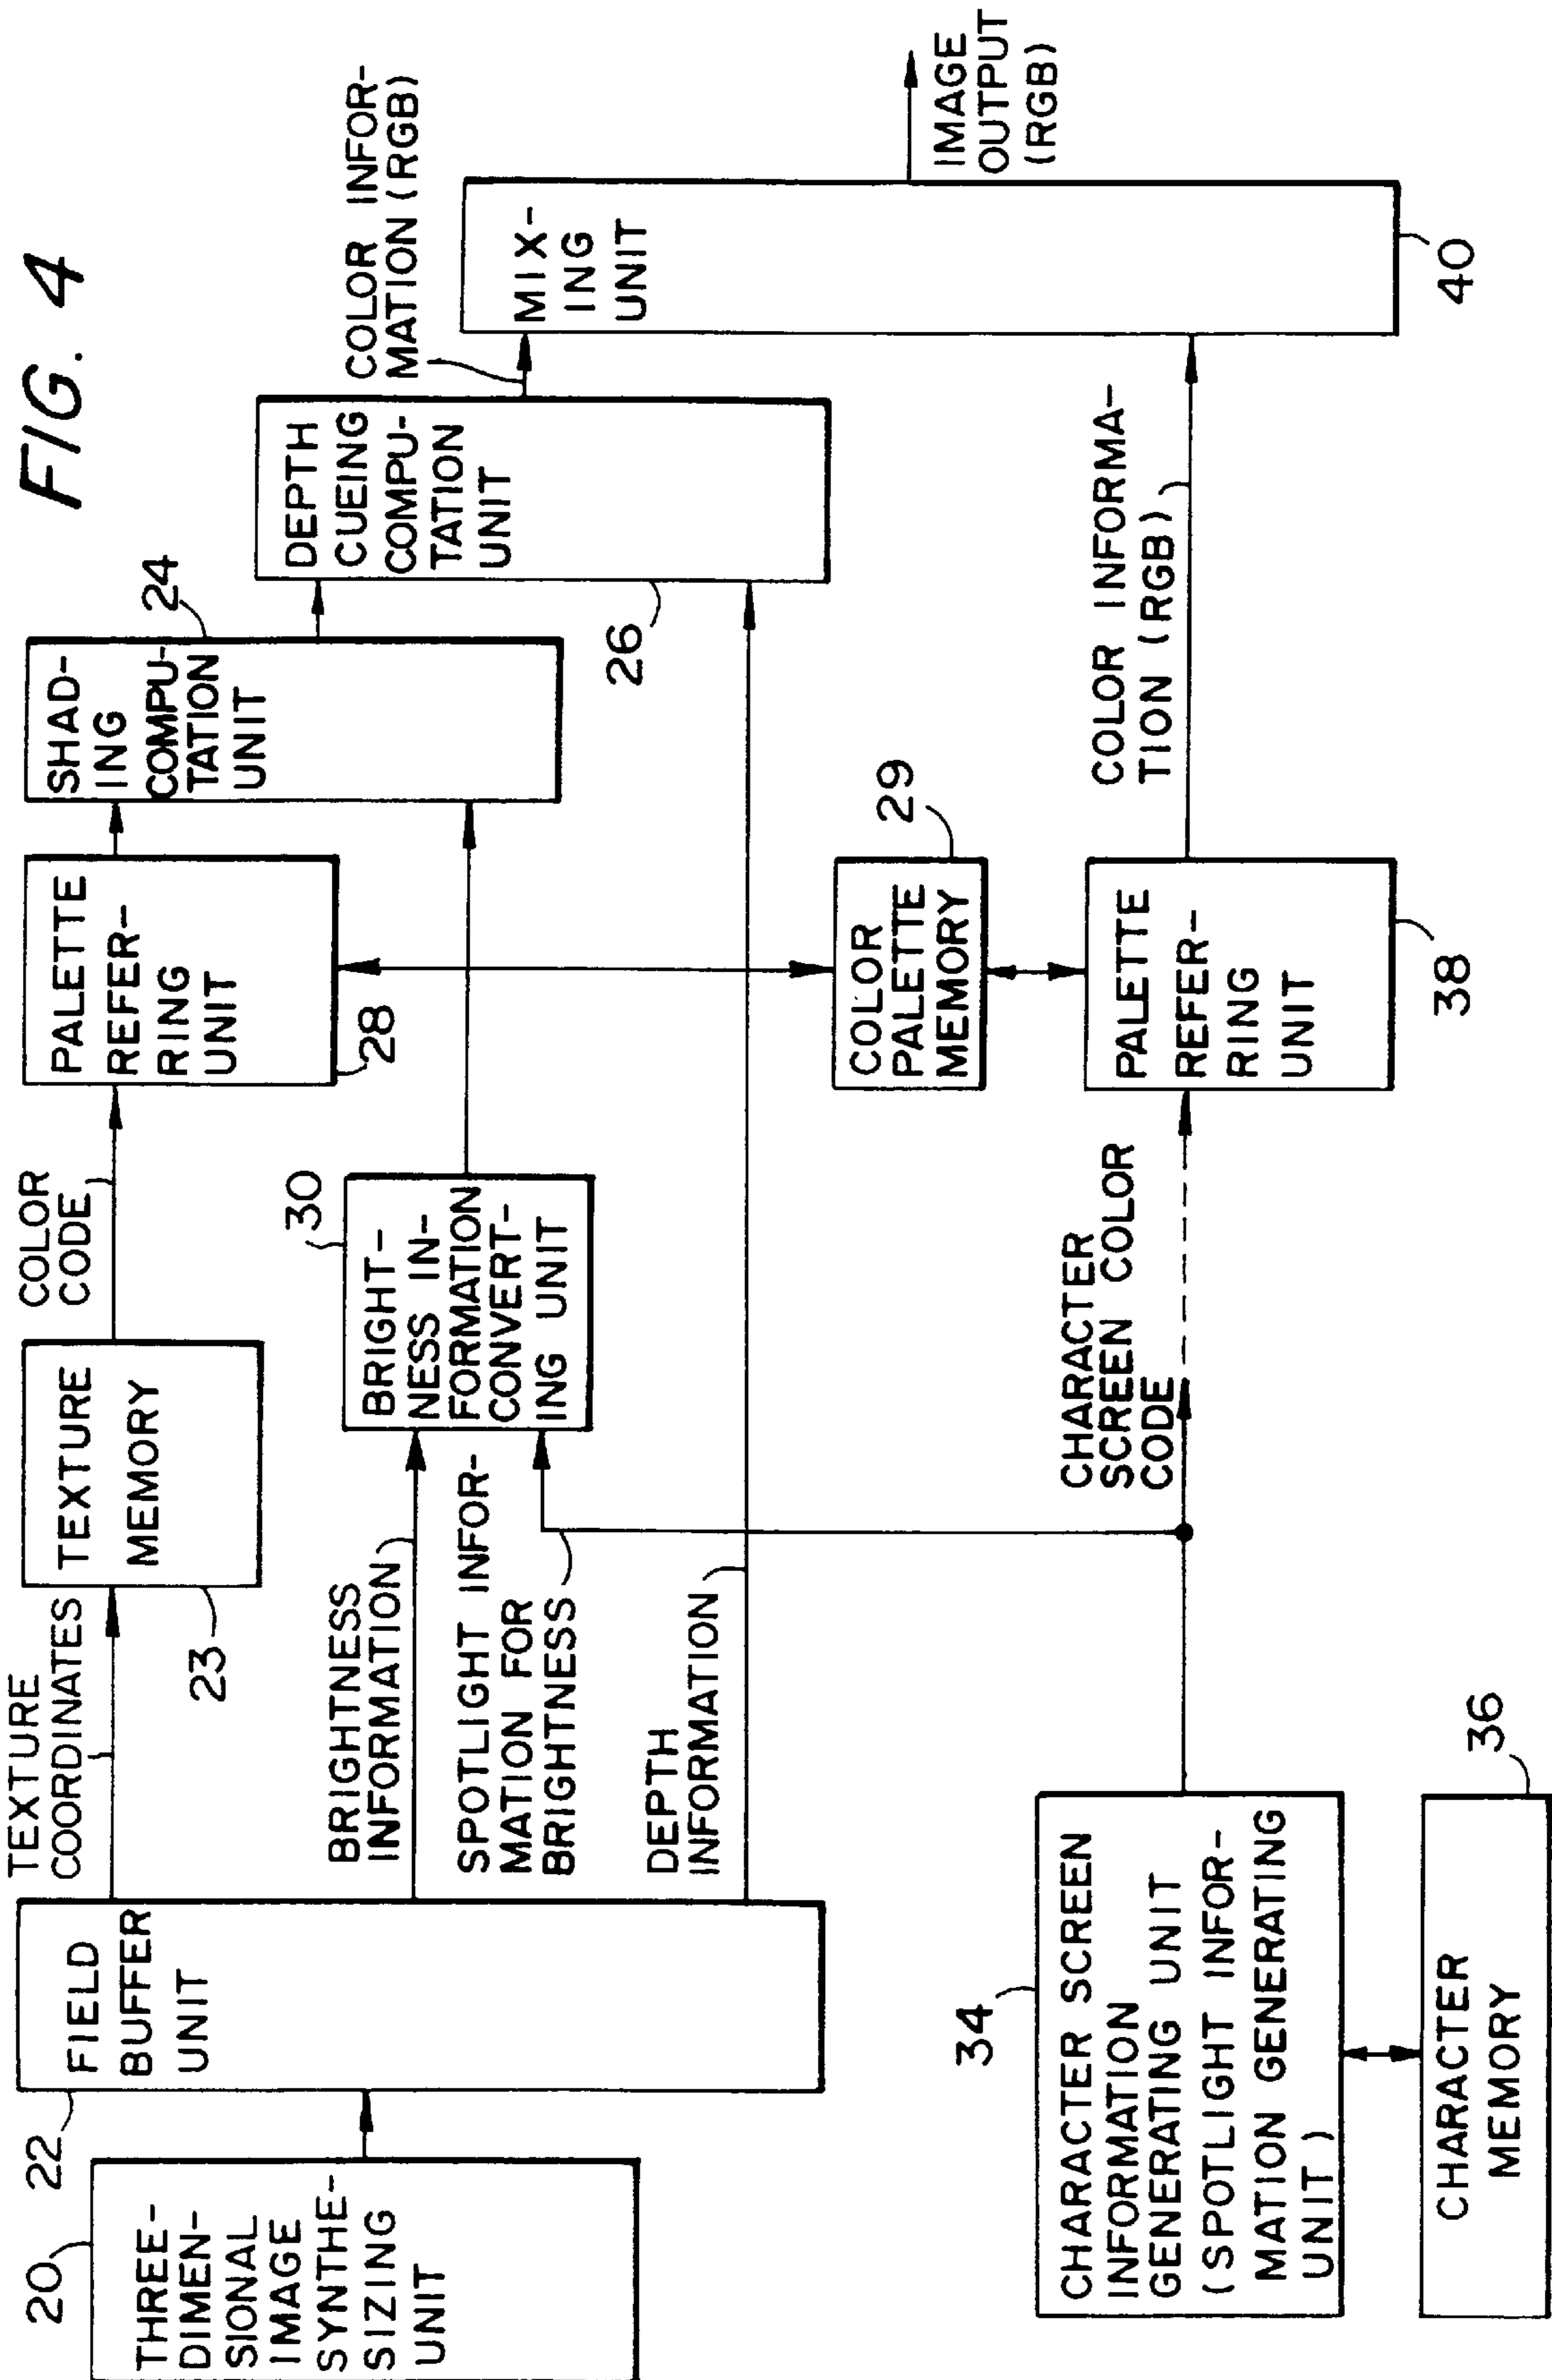 FIG. 4
20
THREE-
DIMEN-
SIONAL
IMAGE
SYNTHE-
SIZING
UNIT
22
FIELD
BUFFER
UNIT
TEXTURE
COORDINATES
TEXTURE
MEMORY
23
COLOR
CODE
PALETTE
REFER-
RING
UNIT
28
SHAD-
ING
COMPU-
TATION
UNIT
24
BRIGHTNESS
INFORMATION
SPOTLIGHT INFOR-
MATION FOR
BRIGHTNESS
30
BRIGHT-
NESS IN-
FORMATION
CONVERT-
ING UNIT
DEPTH
INFORMATION
DEPTH
CUEING
COMPU-
TATION
UNIT
26
COLOR INFOR-
MATION (RGB)
MIX-
ING
UNIT
40
IMAGE
OUTPUT
(RGB)
COLOR
PALETTE
MEMORY
29
34
CHARACTER SCREEN
INFORMATION
GENERATING UNIT
(SPOTLIGHT INFOR-
MATION GENERATING
UNIT)
CHARACTER
SCREEN COLOR
CODE
PALETTE
REFER-
RING
UNIT
38
COLOR INFORMA-
TION (RGB)
CHARACTER
MEMORY
36